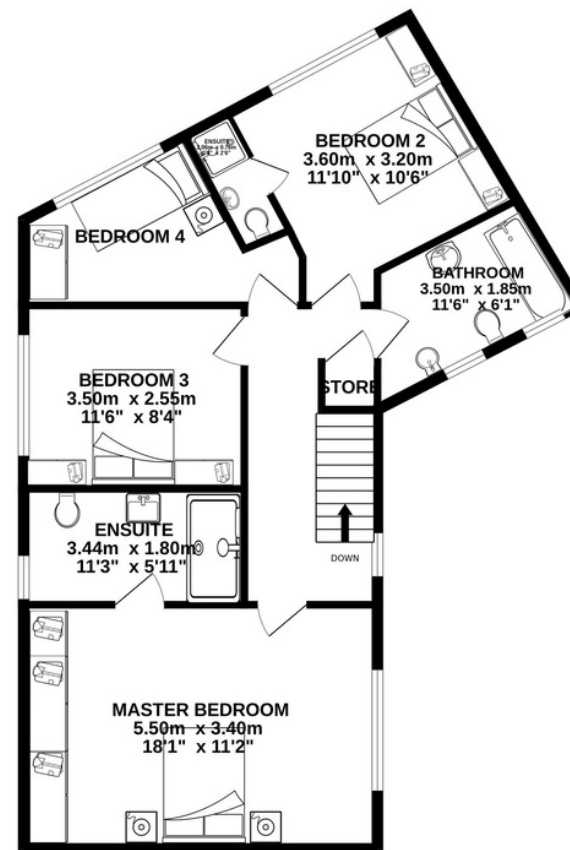 ENSUITE
BEDROOM 2
3.60m x 3.20m
11'10" x 10'6"
BEDROOM 4
BATHROOM
3.50m x 1.85m
11'6" x 6'1"
BEDROOM 3
3.50m x 2.55m
11'6" x 8'4"
STORE
ENSUITE
3.44m x 1.80m
11'3" x 5'11"
DOWN
MASTER BEDROOM
5.50m x 3.40m
18'1" x 11'2"